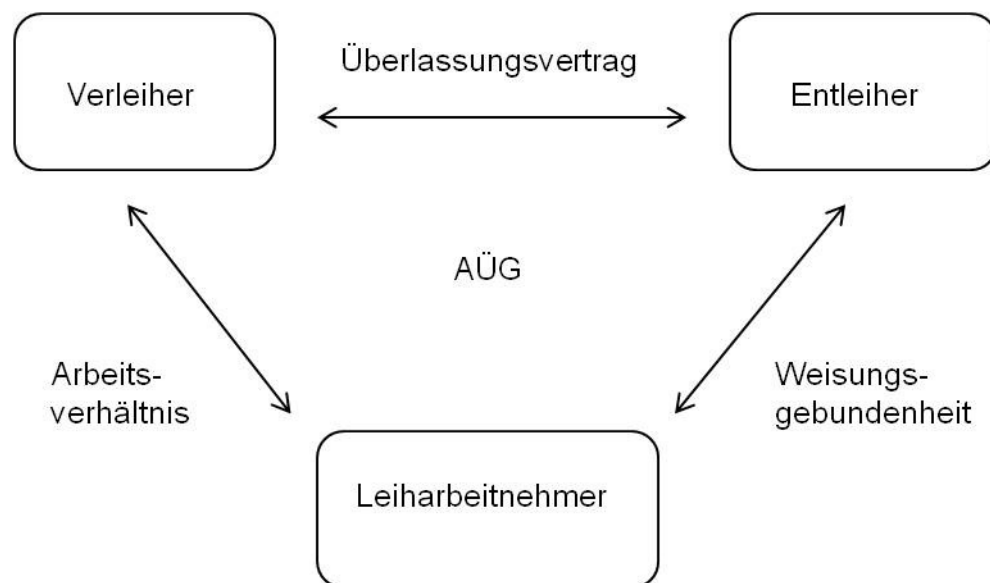 Überlassungsvertrag
Verleiher
Entleiher
AÜG
Arbeits-
verhältnis
Weisungs-
gebundenheit
Leiharbeitnehmer